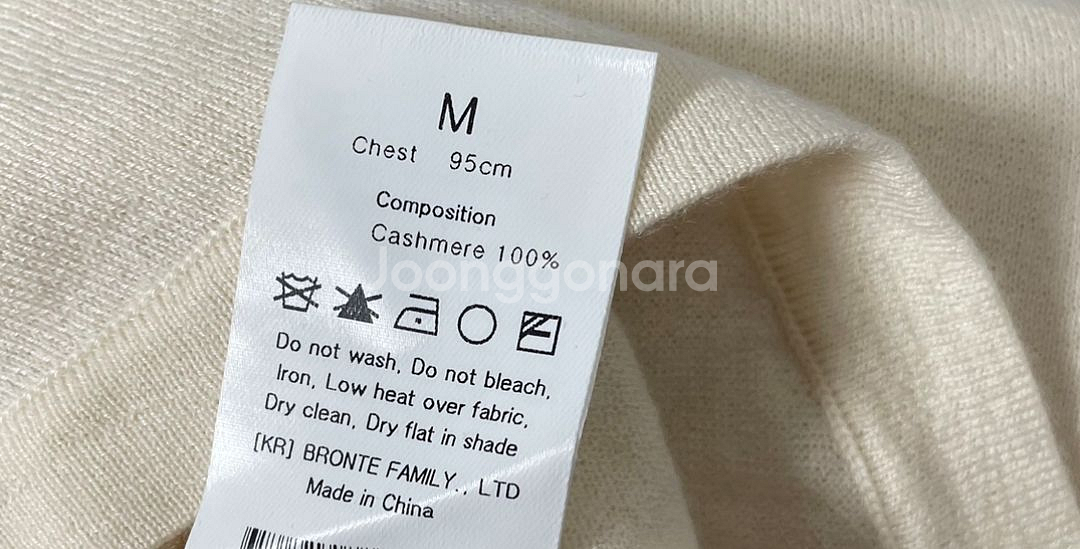 M
Chest 95cm
Composition
Cashmere 100%
Joonggonara
Do not wash, Do not bleach,
Iron, Low heat over fabric,
Dry clean, Dry flat in shade
[KR] BRONTE FAMILY., LTD
Made in China